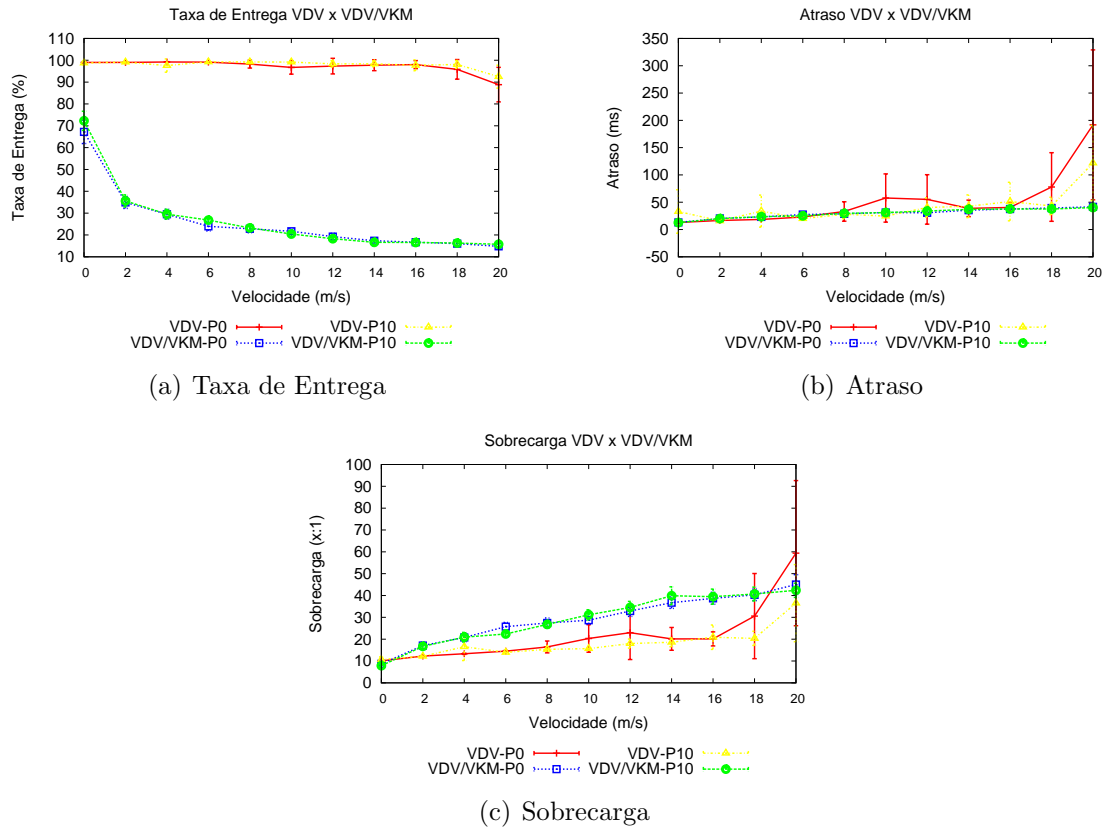 Taxa de Entrega VDV x VDV/VKM
110
100
90
80
70
60
50
40
30
20
10
Taxa de Entrega (%)
0 2 4 6 8 10 12 14 16 18 20
Velocidade (m/s)
VDV-P0 VDV-P10
VDV/VKM-P0 VDV/VKM-P10
(a) Taxa de Entrega
Atraso VDV x VDV/VKM
350
300
250
200
150
100
50
0
-50
Atraso (ms)
0 2 4 6 8 10 12 14 16 18 20
Velocidade (m/s)
VDV-P0 VDV-P10
VDV/VKM-P0 VDV/VKM-P10
(b) Atraso
Sobrecarga VDV x VDV/VKM
100
90
80
70
60
50
40
30
20
10
0
Sobrecarga (x:1)
0 2 4 6 8 10 12 14 16 18 20
Velocidade (m/s)
VDV-P0 VDV-P10
VDV/VKM-P0 VDV/VKM-P10
(c) Sobrecarga